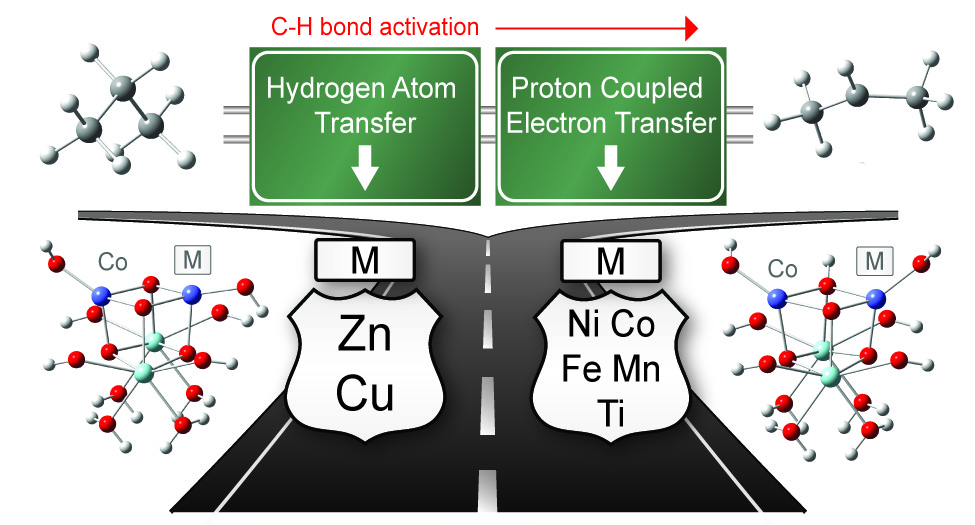 C-H bond activation
Hydrogen Atom
Transfer
Proton Coupled
Electron Transfer
Co
M
M
Zn
Cu
M
Ni Co
Fe Mn
Ti
Co
M